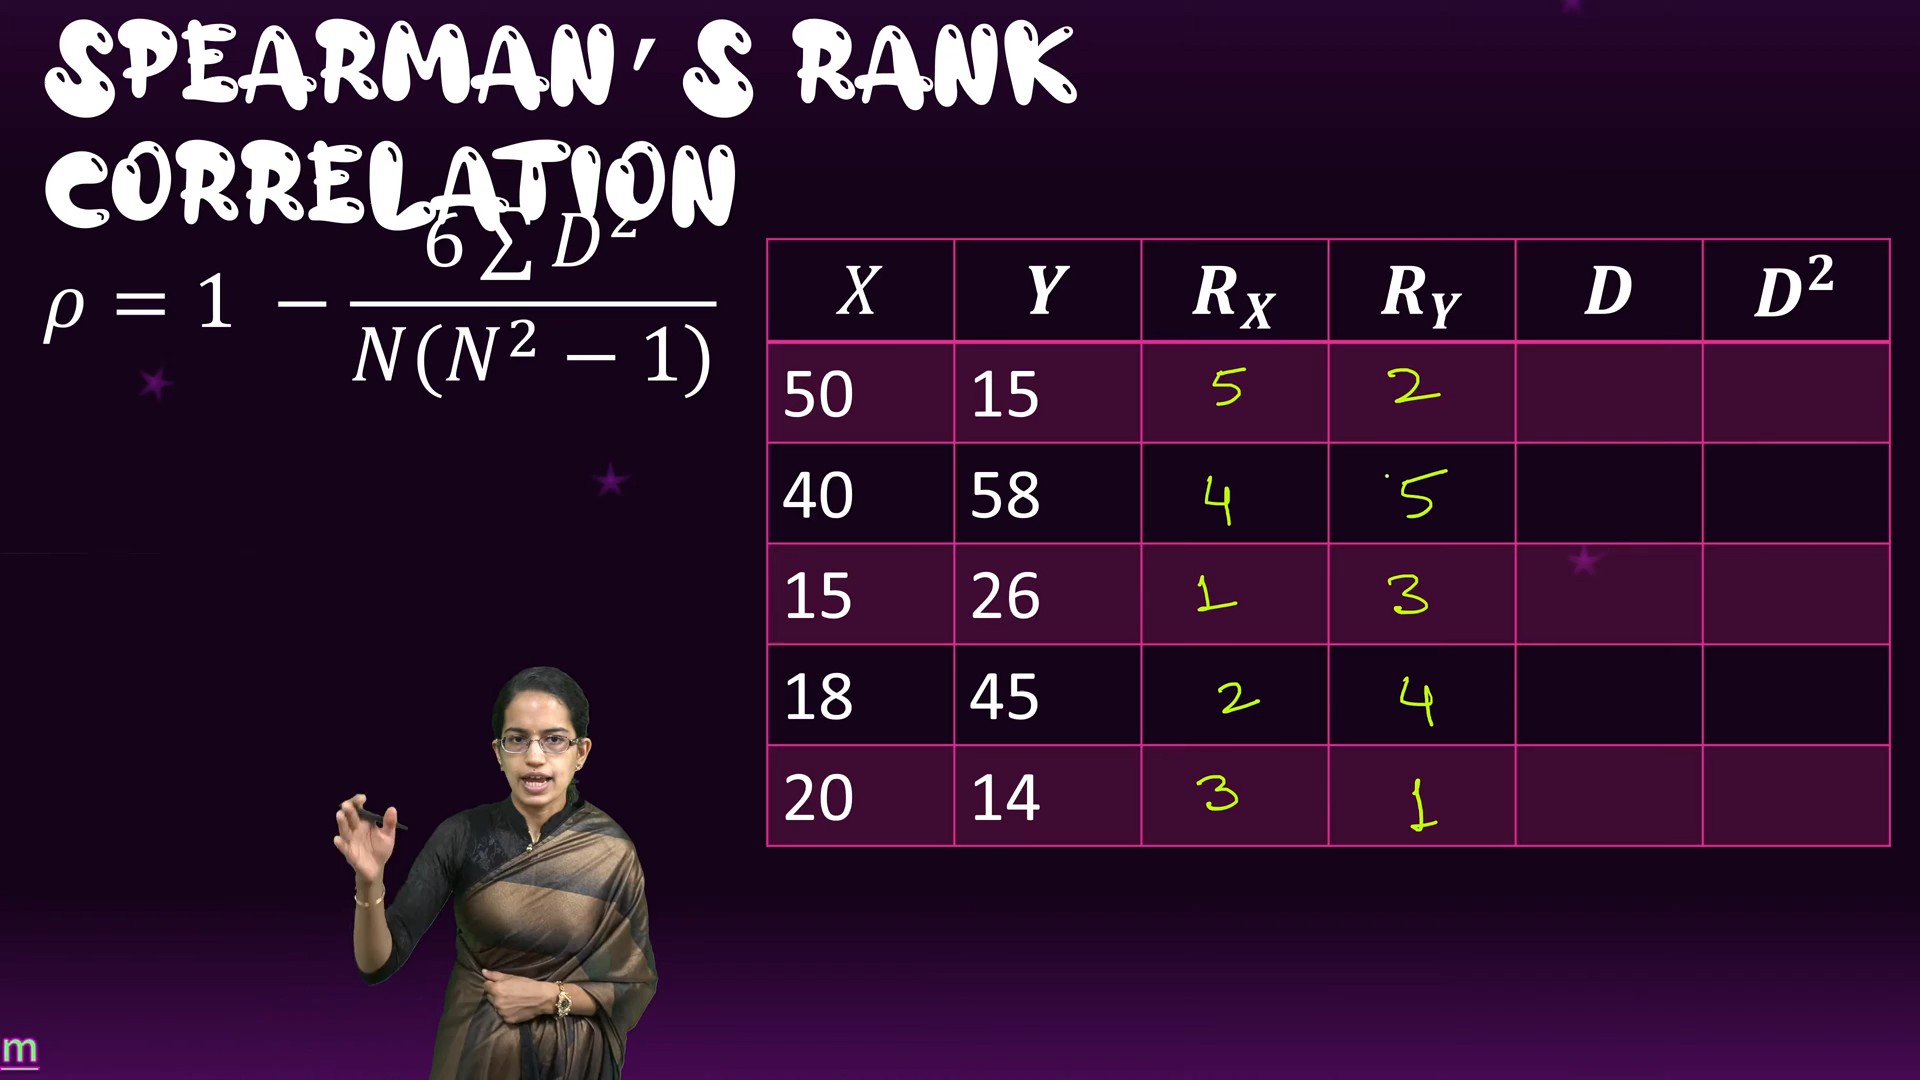 SPEARMAN'S RANK
CORRELATION
ρ = 1 − 6 ∑ D² / N(N² − 1)
X Y R_X R_Y D D²
50 15 5 2
40 58 4 5
15 26 1 3
18 45 2 4
20 14 3 1
m